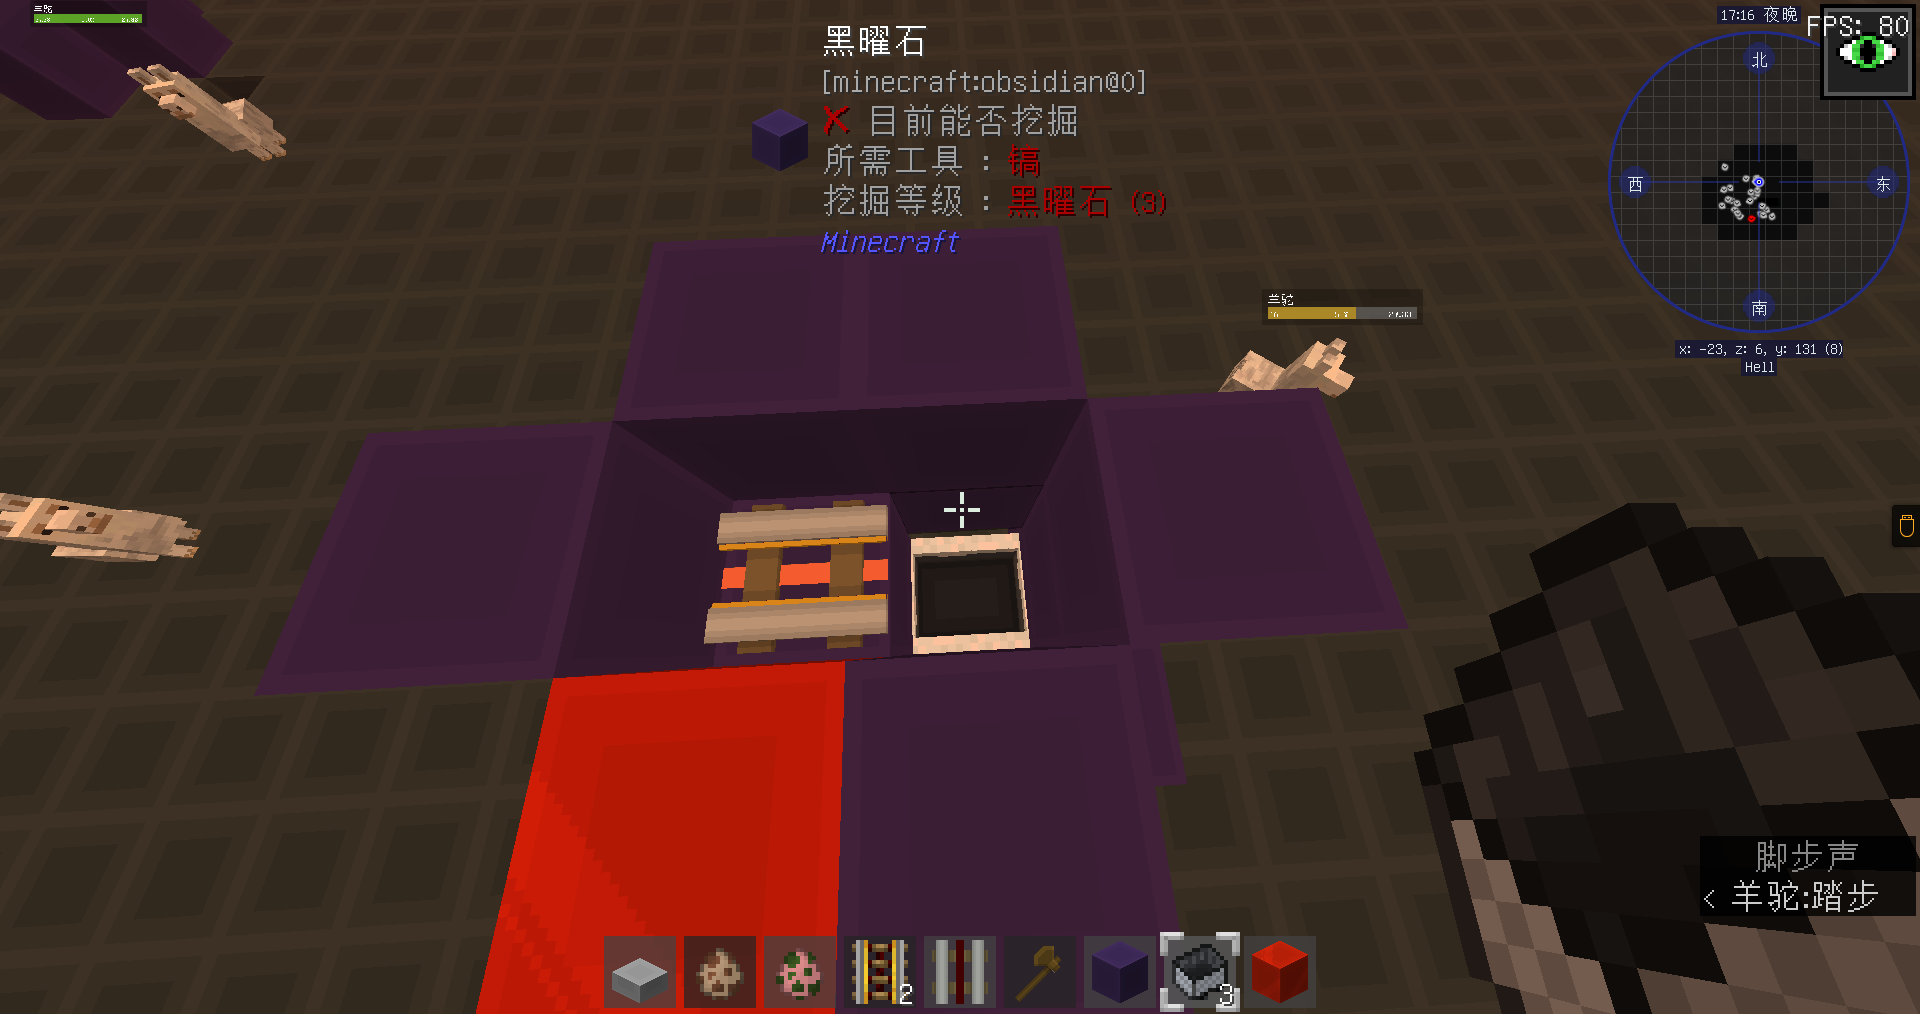 黑曜石
[minecraft:obsidian@0]
目前能否挖掘
所需工具 : 镐
挖掘等级 : 黑曜石 (3)
Minecraft
17:16 夜晚
FPS: 80
北
西
东
南
x: -23, z: 6, y: 131 (8)
Hell
脚步声
< 羊驼:踏步
2
3